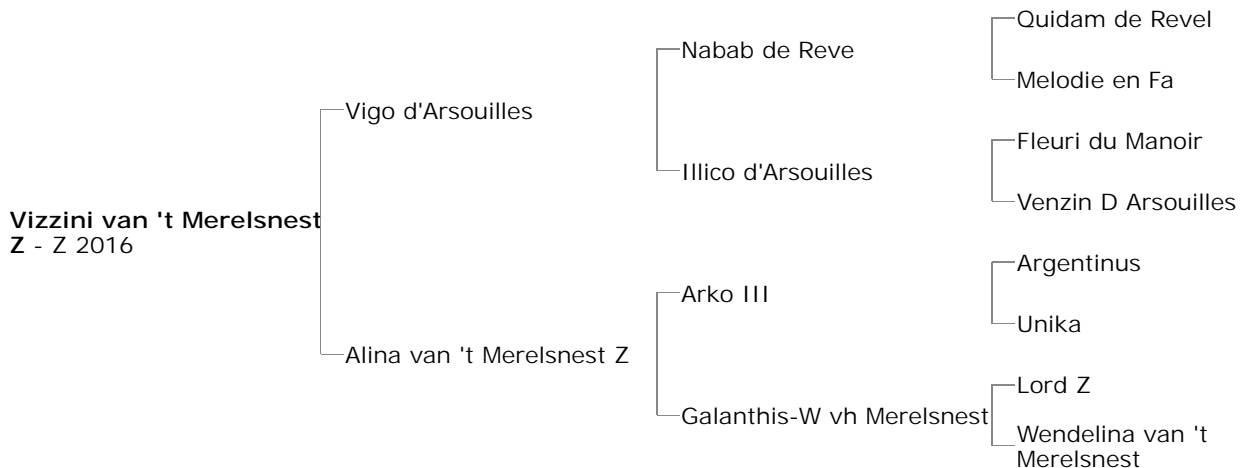 Quidam de Revel
Nabab de Reve
Melodie en Fa
Vigo d'Arsouilles
Fleuri du Manoir
Illico d'Arsouilles
Venzin D Arsouilles
Vizzini van 't Merelsnest
Z - Z 2016
Argentinus
Arko III
Unika
Alina van 't Merelsnest Z
Lord Z
Galanthis-W vh Merelsnest
Wendelina van 't
Merelsnest